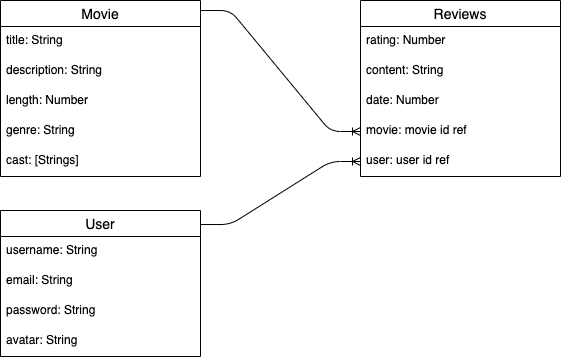 Movie
title: String
description: String
length: Number
genre: String
cast: [Strings]
Reviews
rating: Number
content: String
date: Number
movie: movie id ref
user: user id ref
User
username: String
email: String
password: String
avatar: String